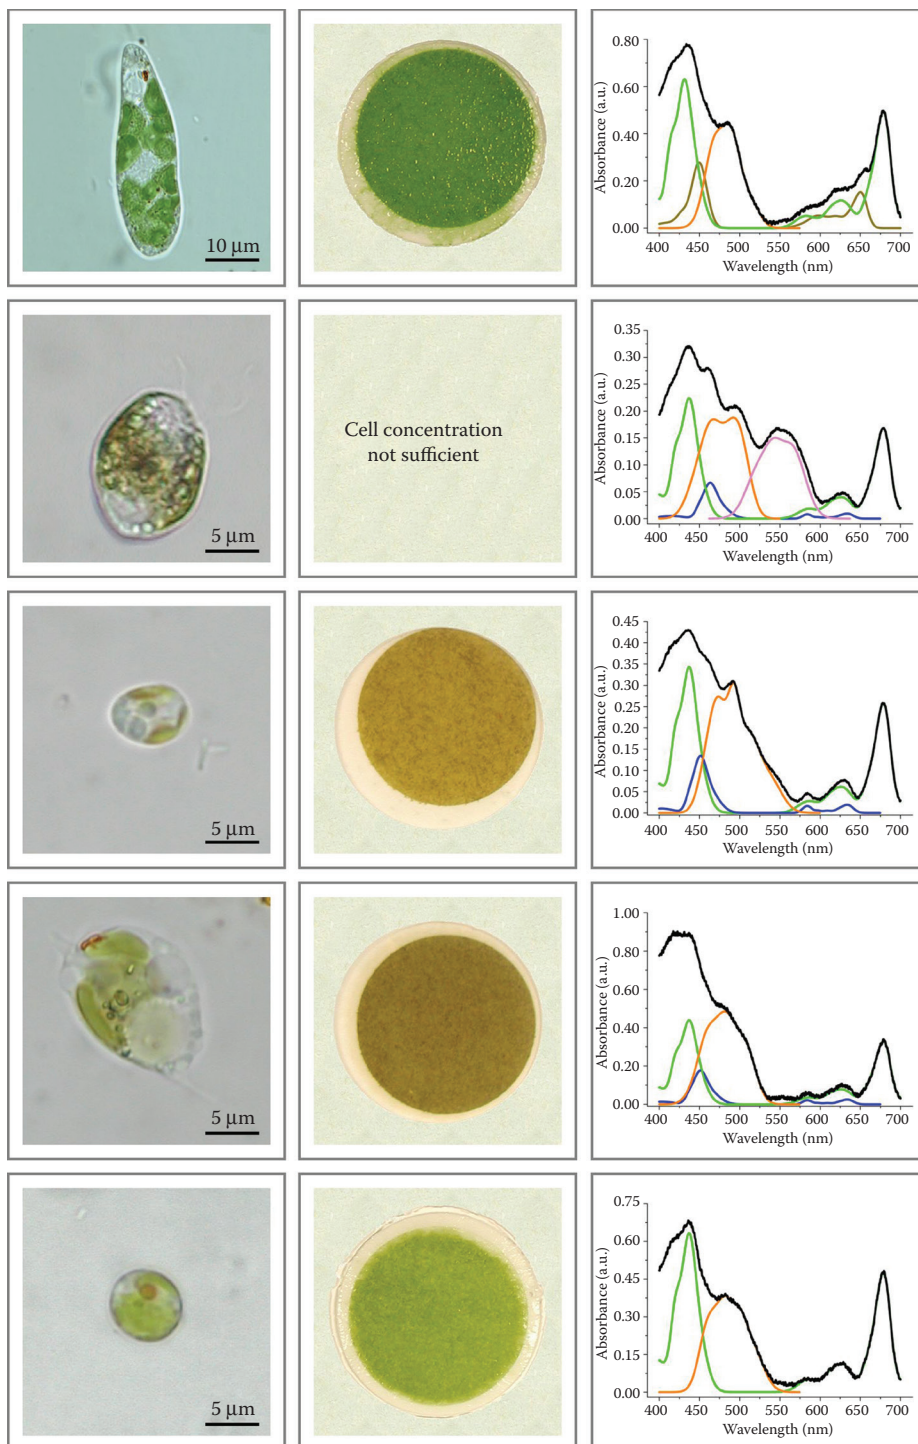 10 µm
0.80
0.60
0.40
0.20
0.00
Absorbance (a.u.)
400 450 500 550 600 650 700
Wavelength (nm)
5 µm
Cell concentration
not sufficient
0.35
0.30
0.25
0.20
0.15
0.10
0.05
0.00
Absorbance (a.u.)
400 450 500 550 600 650 700
Wavelength (nm)
5 µm
0.45
0.40
0.35
0.30
0.25
0.20
0.15
0.10
0.05
0.00
Absorbance (a.u.)
400 450 500 550 600 650 700
Wavelength (nm)
5 µm
1.00
0.80
0.60
0.40
0.20
0.00
Absorbance (a.u.)
400 450 500 550 600 650 700
Wavelength (nm)
5 µm
0.75
0.60
0.45
0.30
0.15
0.00
Absorbance (a.u.)
400 450 500 550 600 650 700
Wavelength (nm)